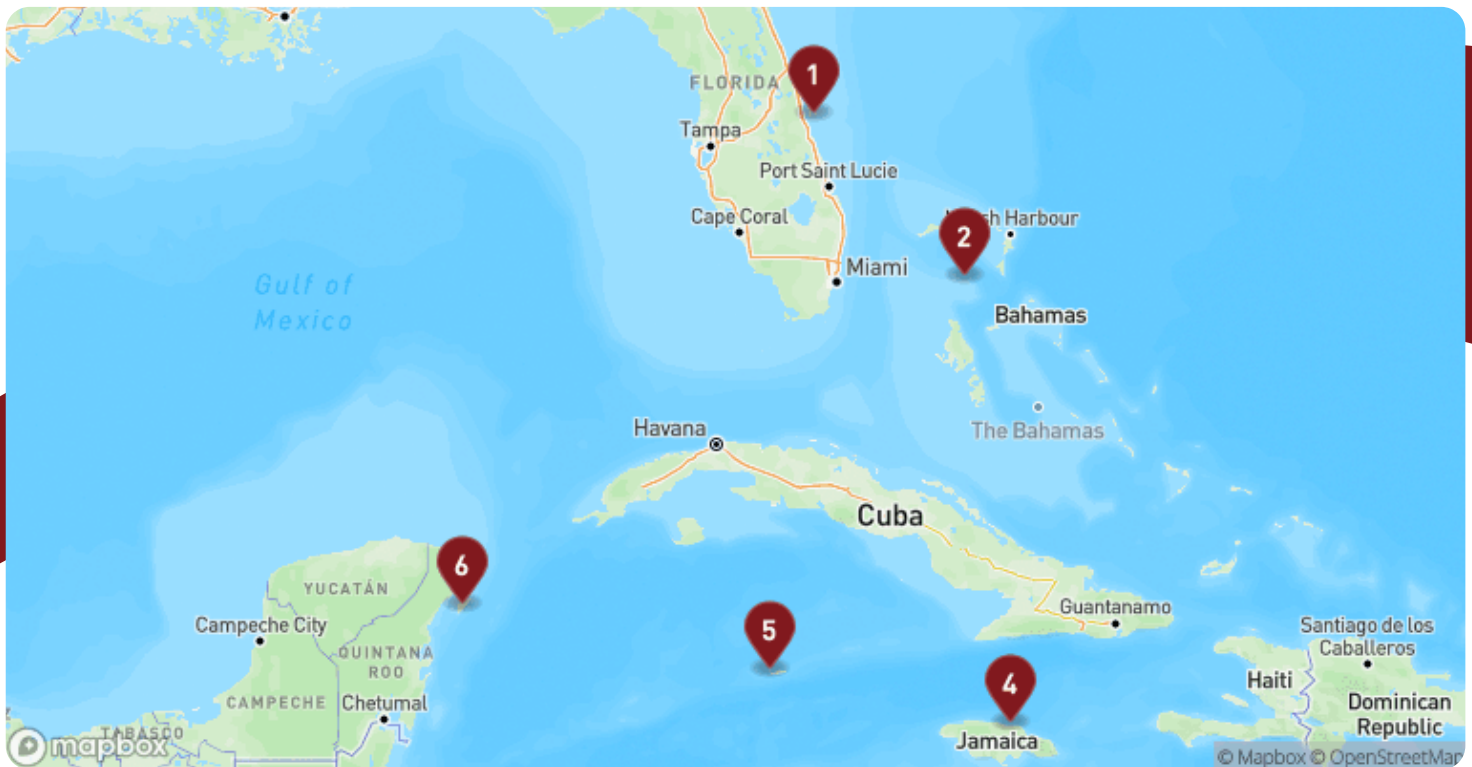 1
FLORIDA
Tampa
Port Saint Lucie
Cape Coral
sh Harbour
2
Miami
Gulf of
Mexico
Bahamas
Havana
The Bahamas
Cuba
6
YUCATÁN
Guantanamo
Campeche City
5
Santiago de los
Caballeros
QUINTANA
ROO
4
Haiti
CAMPECHE
Chetumal
Dominican
Republic
TABASCO
mapbox
Jamaica
© Mapbox © OpenStreetMap